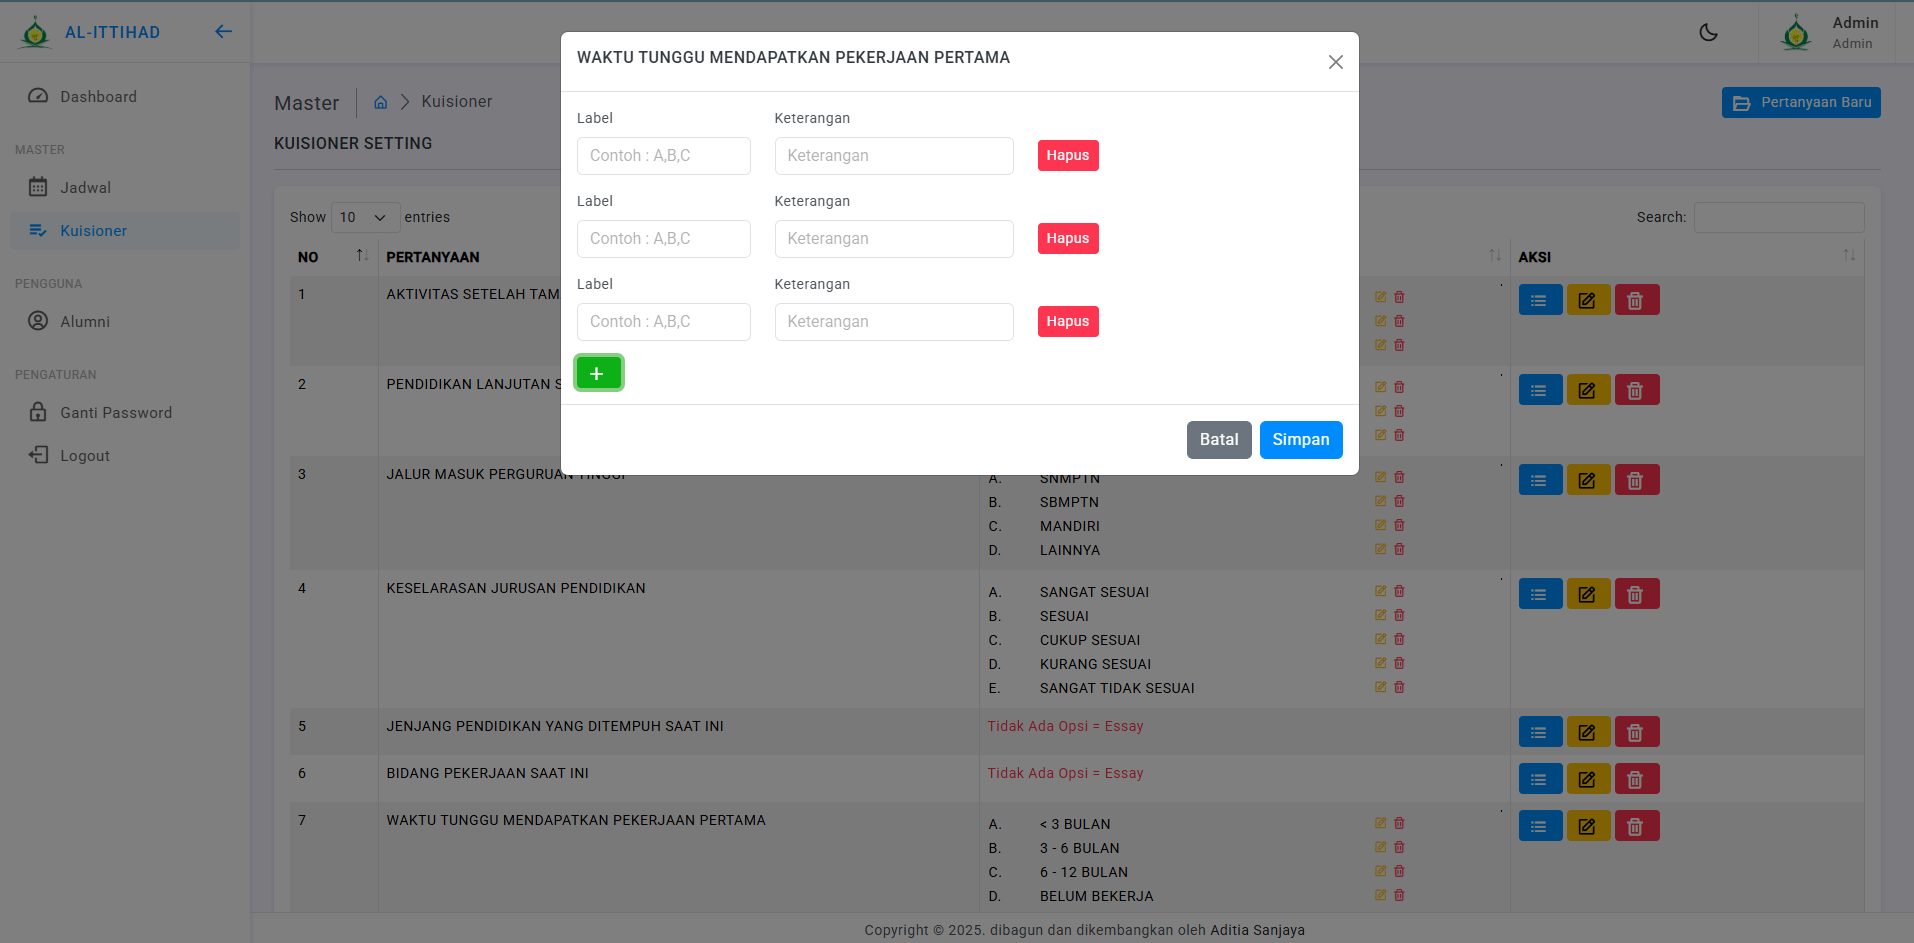 AL-ITTIHAD
Admin
Admin
Dashboard
MASTER
Jadwal
Kuisioner
PENGGUNA
Alumni
PENGATURAN
Ganti Password
Logout
Master
Kuisioner
Pertanyaan Baru
KUISIONER SETTING
Show 10 entries
Search:
NO PERTANYAAN AKSI
1 AKTIVITAS SETELAH TAM
2 PENDIDIKAN LANJUTAN S
3 JALUR MASUK PERGURUAN TINGGI
A. SNMPTN
B. SBMPTN
C. MANDIRI
D. LAINNYA
4 KESELARASAN JURUSAN PENDIDIKAN
A. SANGAT SESUAI
B. SESUAI
C. CUKUP SESUAI
D. KURANG SESUAI
E. SANGAT TIDAK SESUAI
5 JENJANG PENDIDIKAN YANG DITEMPUH SAAT INI Tidak Ada Opsi = Essay
6 BIDANG PEKERJAAN SAAT INI Tidak Ada Opsi = Essay
7 WAKTU TUNGGU MENDAPATKAN PEKERJAAN PERTAMA
A. < 3 BULAN
B. 3 - 6 BULAN
C. 6 - 12 BULAN
D. BELUM BEKERJA
WAKTU TUNGGU MENDAPATKAN PEKERJAAN PERTAMA
Label Keterangan
Contoh : A,B,C Keterangan Hapus
Label Keterangan
Contoh : A,B,C Keterangan Hapus
Label Keterangan
Contoh : A,B,C Keterangan Hapus
+
Batal Simpan
Copyright © 2025. dibagun dan dikembangkan oleh Aditia Sanjaya